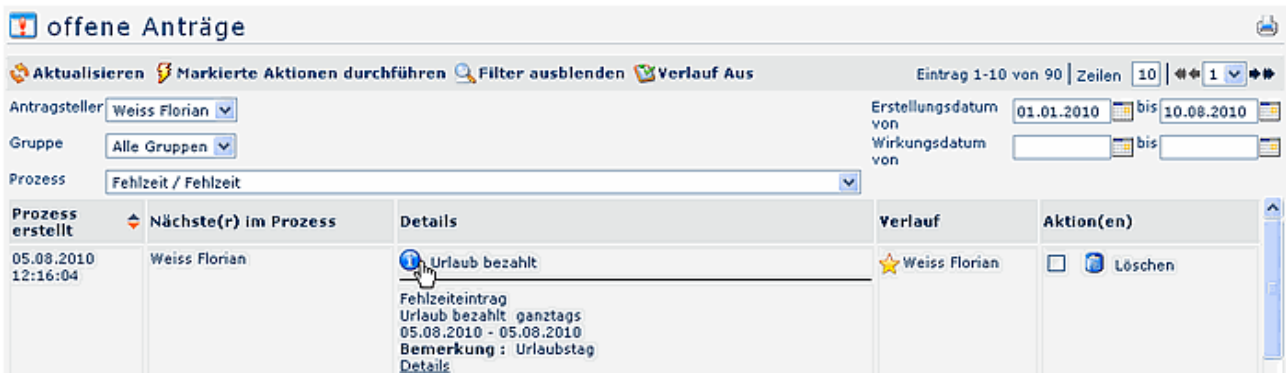 offene Anträge
Aktualisieren Markierte Aktionen durchführen Filter ausblenden Verlauf Aus Eintrag 1-10 von 90 Zeilen 10 1
Antragsteller Weiss Florian Erstellungsdatum von 01.01.2010 bis 10.08.2010
Gruppe Alle Gruppen Wirkungsdatum von bis
Prozess Fehlzeit / Fehlzeit
Prozess erstellt Nächste(r) im Prozess Details Verlauf Aktion(en)
05.08.2010 12:16:04 Weiss Florian Urlaub bezahlt Weiss Florian Löschen
Fehlzeiteintrag
Urlaub bezahlt ganztags
05.08.2010 - 05.08.2010
Bemerkung : Urlaubstag
Details